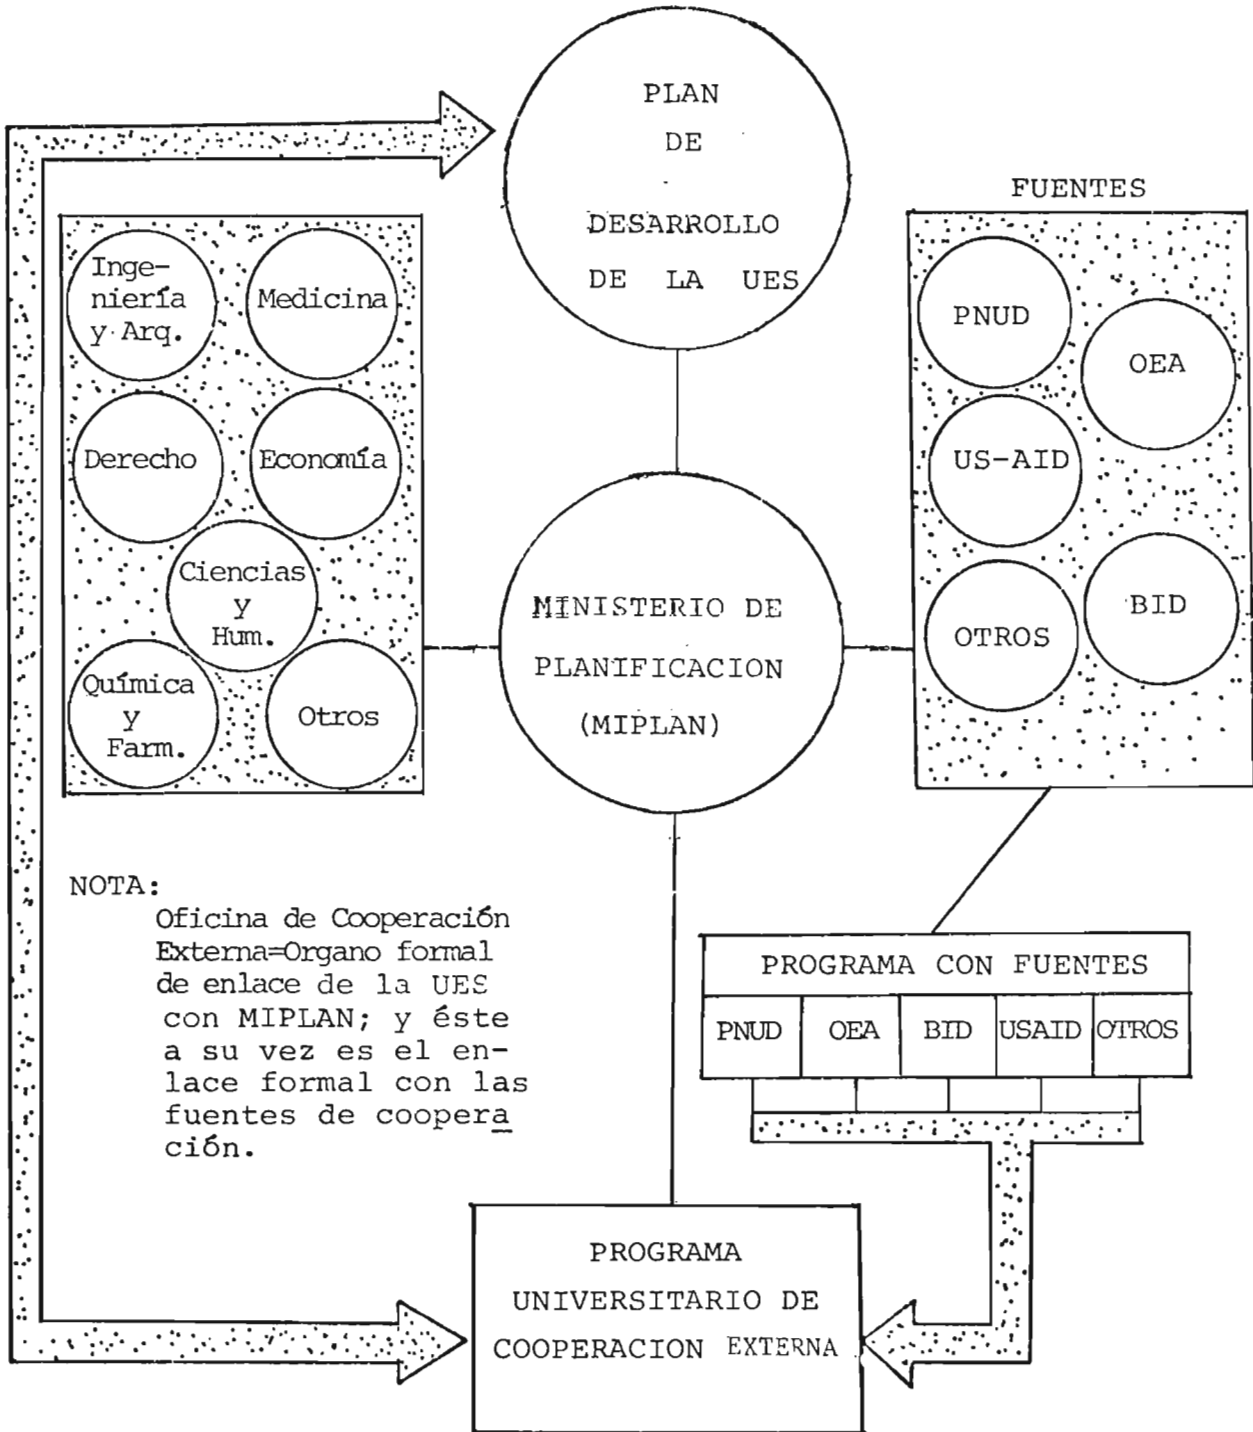 PLAN
DE
DESARROLLO
DE LA UES
FUENTES
Inge-
niería
y Arq.
Medicina
Derecho
Economía
Ciencias
y
Hum.
Química
y
Farm.
Otros
MINISTERIO DE
PLANIFICACION
(MIPLAN)
PNUD
OEA
US-AID
BID
OTROS
NOTA:
Oficina de Cooperación
Externa=Organo formal
de enlace de la UES
con MIPLAN; y éste
a su vez es el en-
lace formal con las
fuentes de coopera
ción.
PROGRAMA CON FUENTES
PNUD OEA BID USAID OTROS
PROGRAMA
UNIVERSITARIO DE
COOPERACION EXTERNA